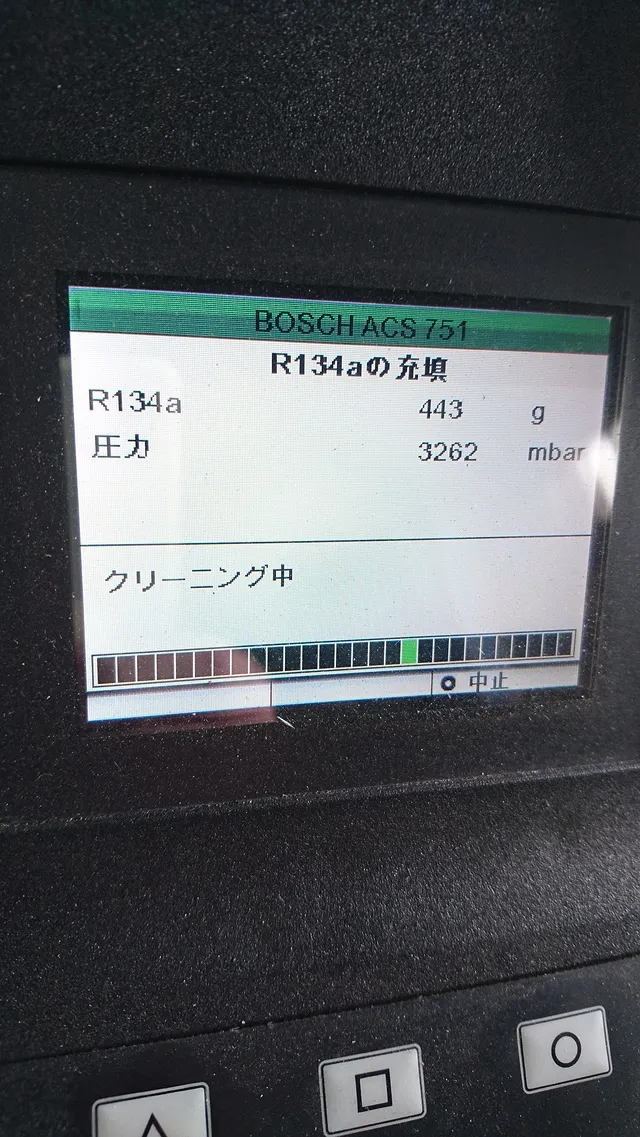 BOSCH ACS 751
R134aの充填
R134a 443 g
圧力 3262 mbar
クリーニング中
中止